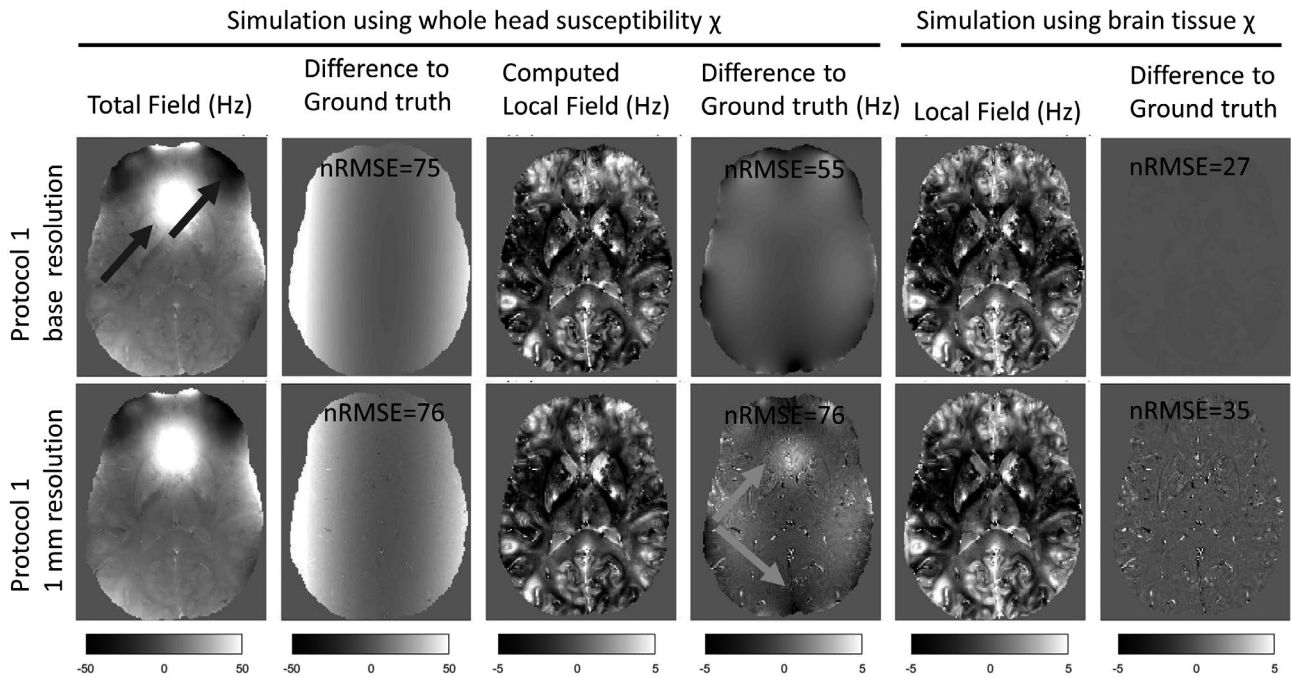 Simulation using whole head susceptibility χ
Simulation using brain tissue χ
Total Field (Hz)
Difference to
Ground truth
Computed
Local Field (Hz)
Difference to
Ground truth (Hz)
Local Field (Hz)
Difference to
Ground truth
Protocol 1
base resolution
nRMSE=75
nRMSE=55
nRMSE=27
Protocol 1
1 mm resolution
nRMSE=76
nRMSE=76
nRMSE=35
-50 0 50
-50 0 50
-5 0 5
-5 0 5
-5 0 5
-5 0 5